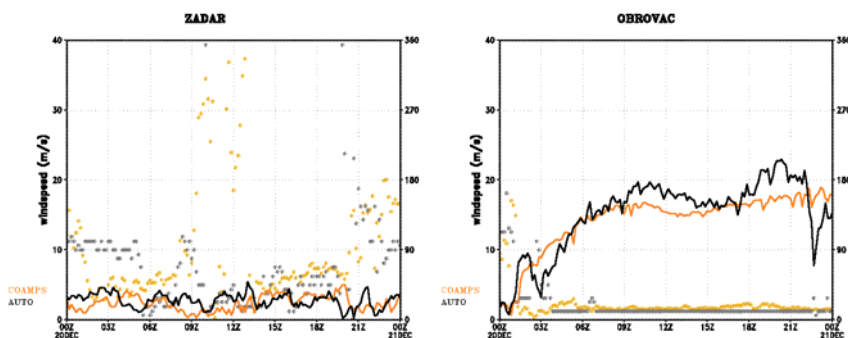 ZADAR
40
30
20
10
0
windspeed (m/s)
360
270
180
90
0
COAMPS
AUTO
00Z
20DEC
03Z
06Z
09Z
12Z
15Z
18Z
21Z
00Z
21DEC
OBROVAC
40
30
20
10
0
windspeed (m/s)
360
270
180
90
0
COAMPS
AUTO
00Z
20DEC
03Z
06Z
09Z
12Z
15Z
18Z
21Z
00Z
21DEC